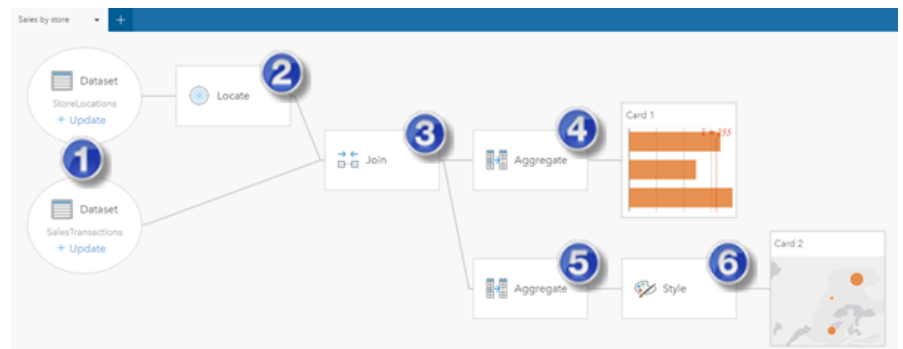 Sales by store
+
Dataset
StoreLocations
+ Update
1
Dataset
SalesTransactions
+ Update
2
Locate
3
Join
4
Aggregate
Card 1
5
Aggregate
6
Style
Card 2